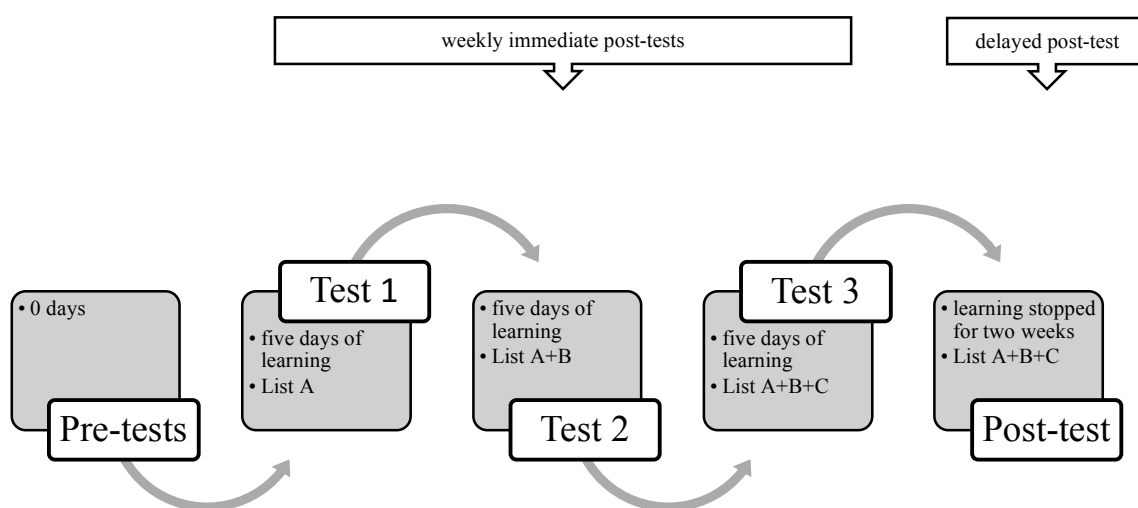 weekly immediate post-tests
delayed post-test
• 0 days
Pre-tests
Test 1
• five days of
learning
• List A
• five days of
learning
• List A+B
Test 2
Test 3
• five days of
learning
• List A+B+C
• learning stopped
for two weeks
• List A+B+C
Post-test